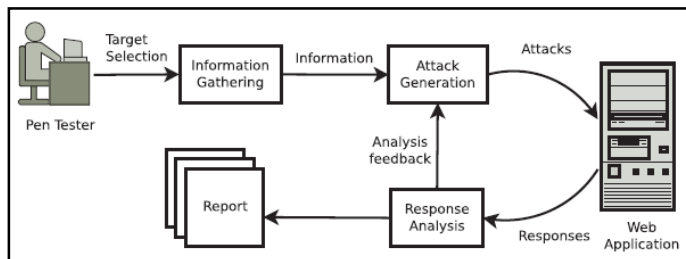 Target
Selection
Information
Gathering
Information
Attack
Generation
Attacks
Pen Tester
Analysis
feedback
Report
Response
Analysis
Responses
Web
Application